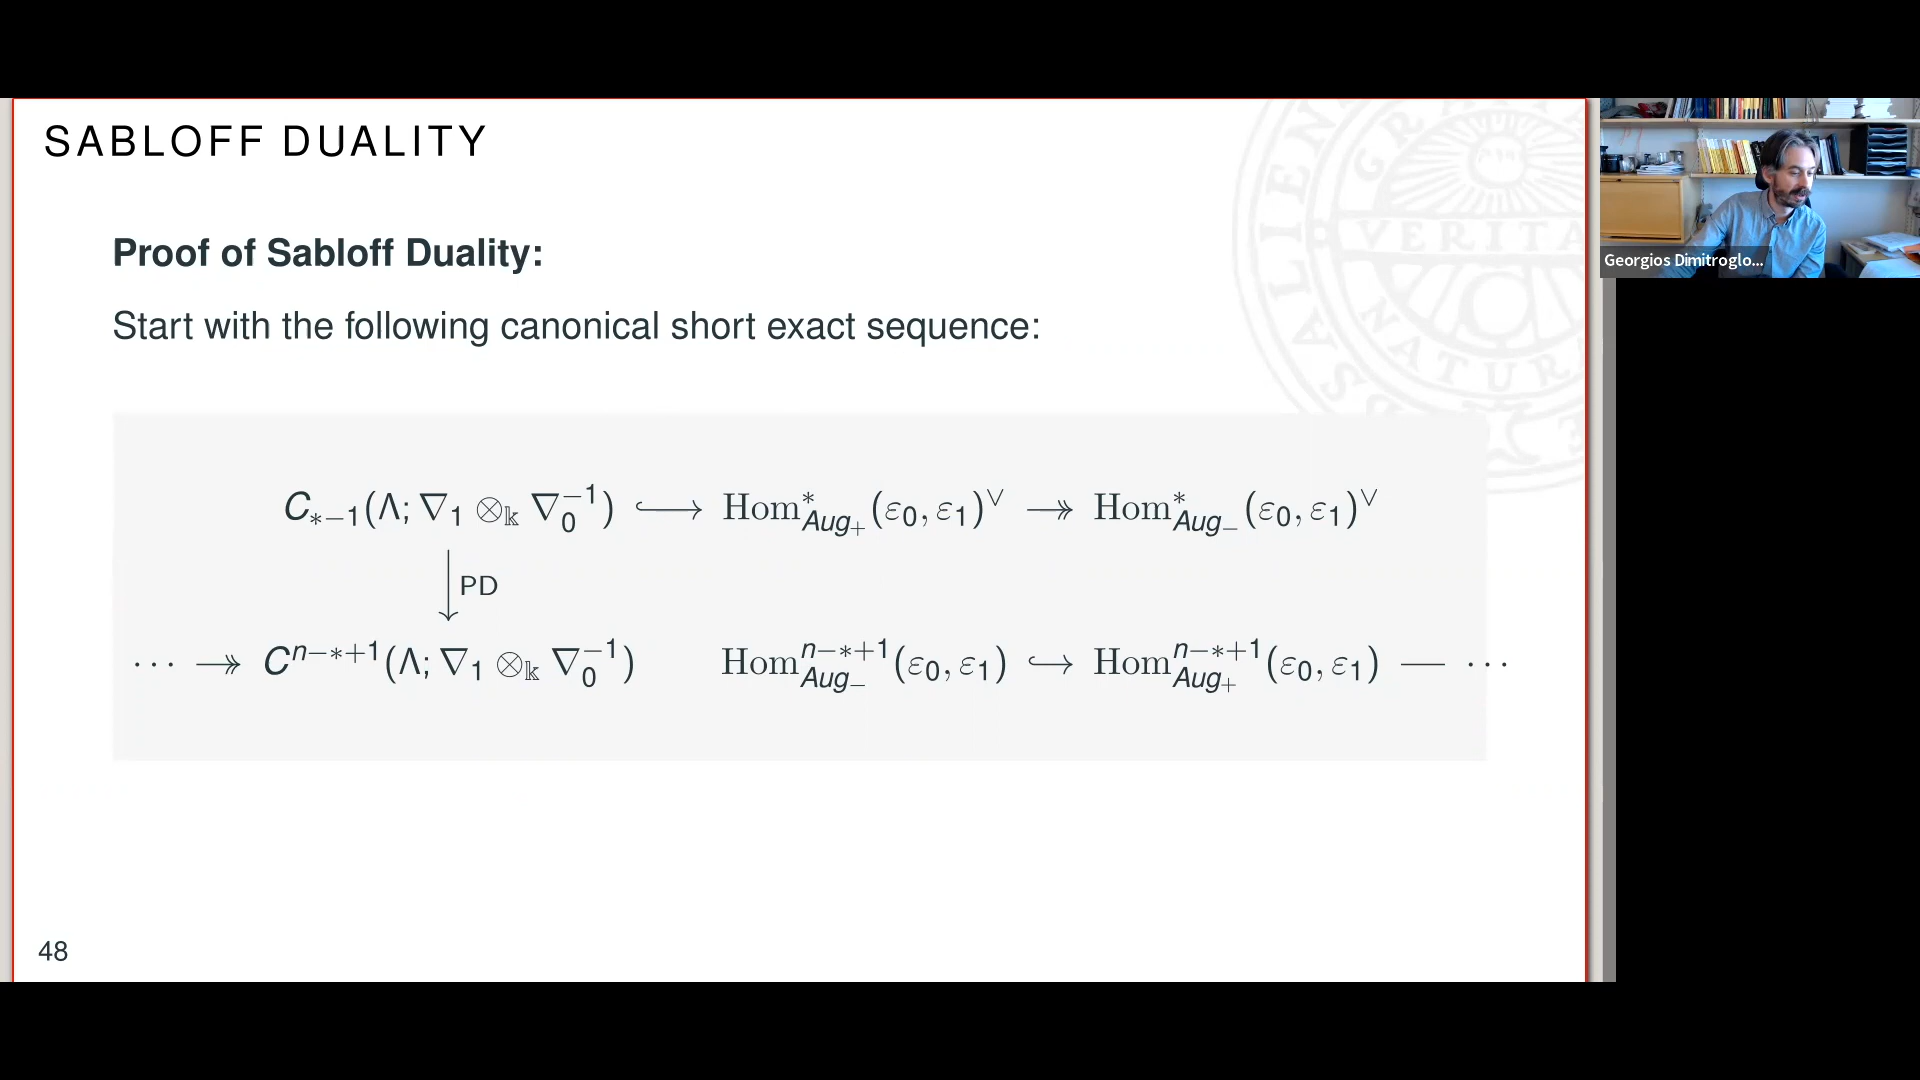 SABLOFF DUALITY
Proof of Sabloff Duality:
Start with the following canonical short exact sequence:
C_{∗−1}(Λ; ∇_1 ⊗_𝕜 ∇_0^{−1}) ↪ Hom^∗_{Aug_+}(ε_0, ε_1)^∨ ↠ Hom^∗_{Aug_−}(ε_0, ε_1)^∨
PD
⋯ ↠ C^{n−∗+1}(Λ; ∇_1 ⊗_𝕜 ∇_0^{−1}) Hom^{n−∗+1}_{Aug_−}(ε_0, ε_1) ↪ Hom^{n−∗+1}_{Aug_+}(ε_0, ε_1) — ⋯
48
Georgios Dimitroglo...
VERITA
NATUR